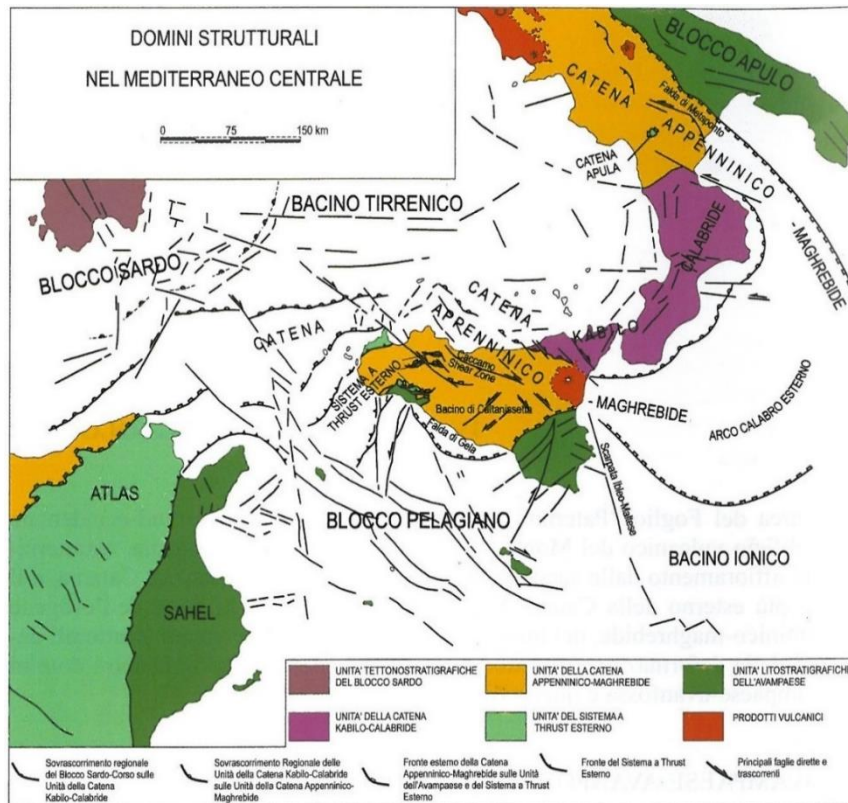 DOMINI STRUTTURALI
NEL MEDITERRANEO CENTRALE
0 75 150 km
BLOCCO APULO
CATENA
Falda di Metaponto
APPENNINICO
CATENA
APULA
BACINO TIRRENICO
- MAGHREBIDE
CALABRIDE
BLOCCO SARDO
CATENA
CATENA
APPENNINICO
KABILO
SISTEMA A
THRUST ESTERNO
Caccamo
Shear Zone
Bacino di Caltanissetta
- MAGHREBIDE
ARCO CALABRO ESTERNO
Falda di Gela
Scarpata Ibleo Maltese
ATLAS
BLOCCO PELAGIANO
BACINO IONICO
SAHEL
UNITA' TETTONOSTRATIGRAFICHE
DEL BLOCCO SARDO
UNITA' DELLA CATENA
APPENNINICO-MAGHREBIDE
UNITA' LITOSTRATIGRAFICHE
DELL'AVAMPAESE
UNITA' DELLA CATENA
KABILO-CALABRIDE
UNITA' DEL SISTEMA A
THRUST ESTERNO
PRODOTTI VULCANICI
Sovrascorrimento regionale
del Blocco Sardo-Corso sulle
Unità della Catena
Kabilo-Calabride
Sovrascorrimento Regionale delle
Unità della Catena Kabilo-Calabride
sulle Unità della Catena Appenninico-
Maghrebide
Fronte esterno della Catena
Appenninico-Maghrebide sulle Unità
dell'Avampaese e del Sistema a Thrust
Esterno
Fronte del Sistema a Thrust
Esterno
Principali faglie dirette e
trascorrenti